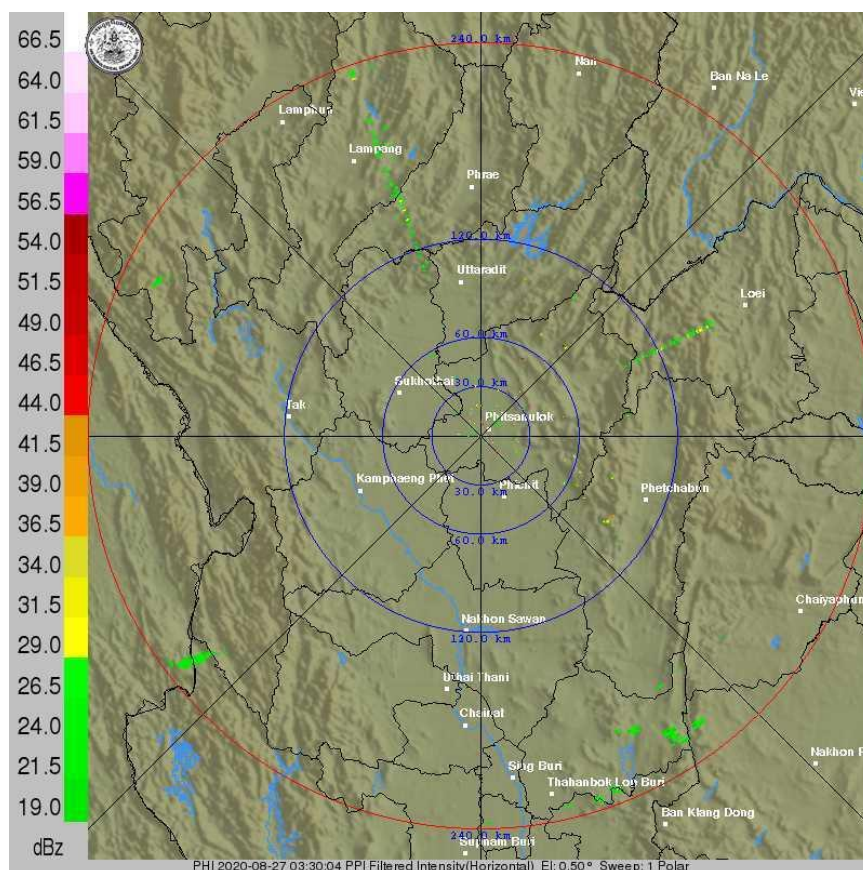 66.5
64.0
61.5
59.0
56.5
54.0
51.5
49.0
46.5
44.0
41.5
39.0
36.5
34.0
31.5
29.0
26.5
24.0
21.5
19.0
dBz
240.0 km
Nan
Ban Na Le
Lamphun
Lampang
Phrae
120.0 km
Uttaradit
Loei
60.0 km
30.0 km
Sukhothai
Tak
Phitsanulok
Kamphaeng Phet
Phichit
30.0 km
Phetchabun
60.0 km
Chaiyaphum
Nakhon Sawan
120.0 km
Uthai Thani
Chainat
Nakhon R
Sing Buri
Thahanbok Lop Buri
Ban Klang Dong
240.0 km
Supham Buri
PHI 2020-08-27 03:30:04 PPI Filtered Intensity(Horizontal) El: 0.50° Sweep: 1 Polar